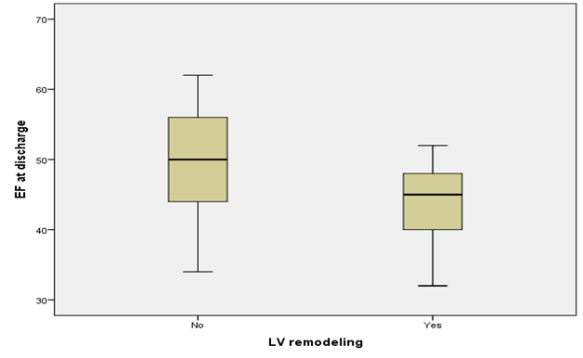 70
60
50
40
30
EF at discharge
No
Yes
LV remodeling